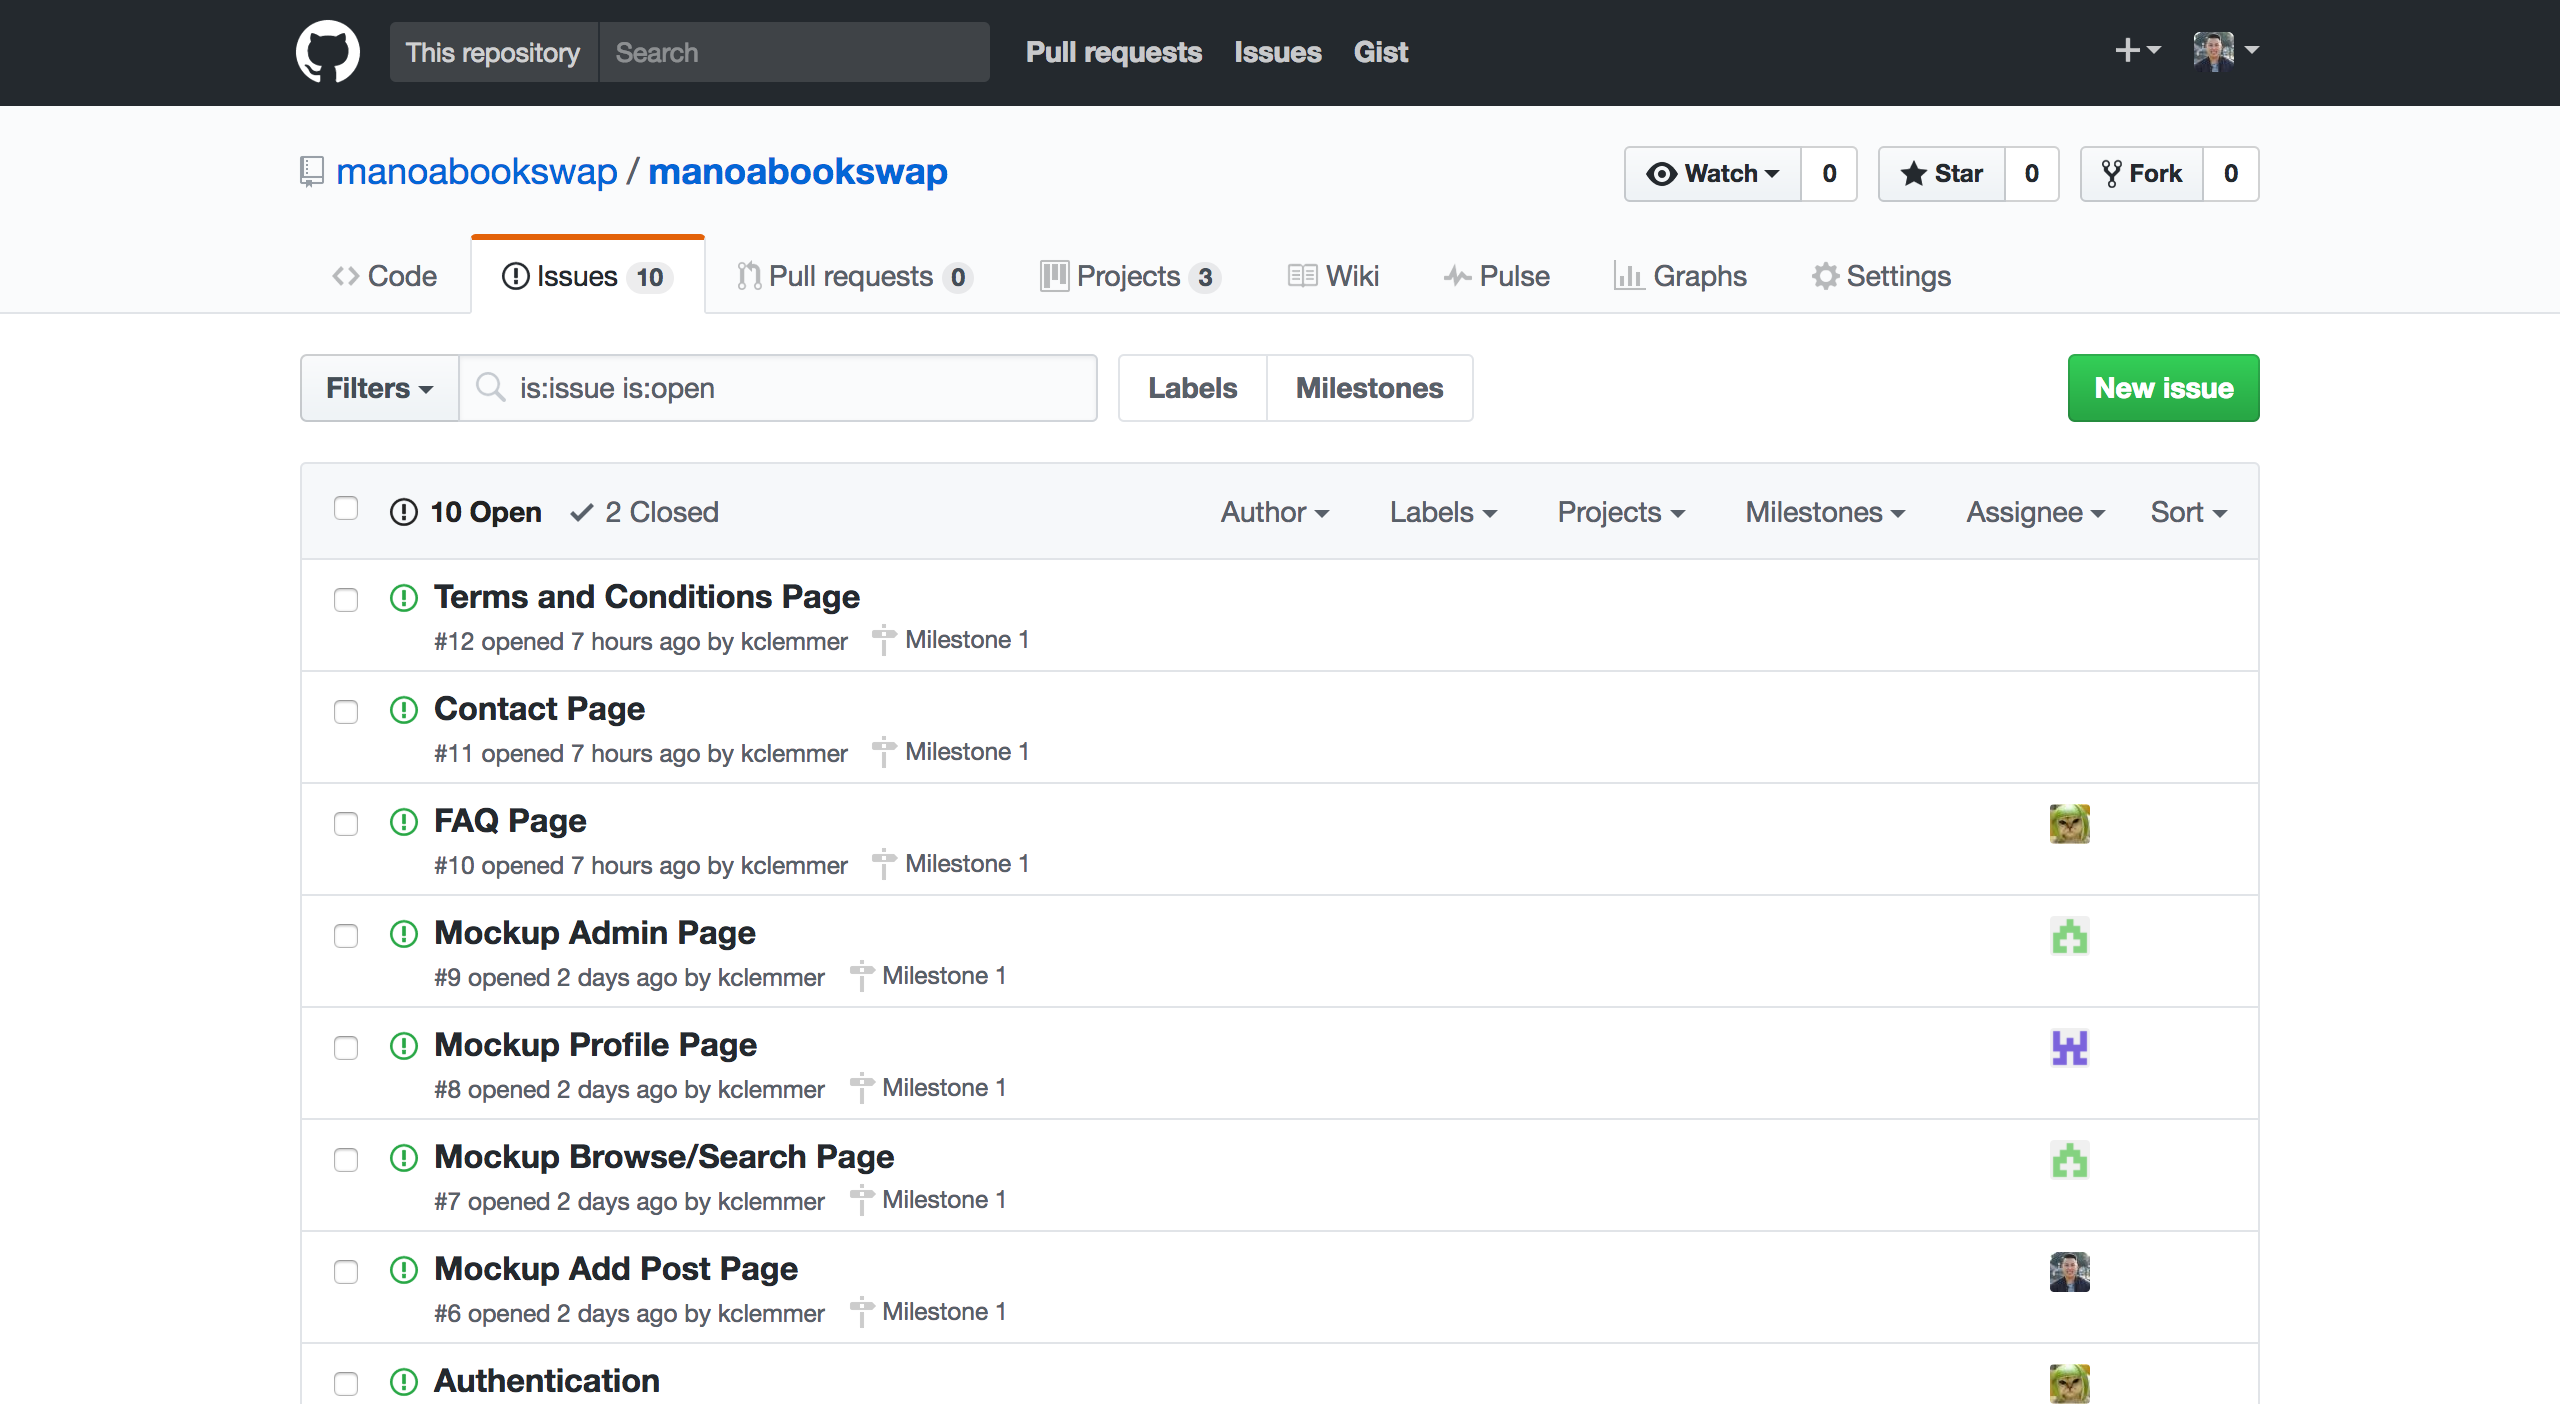 This repository Search Pull requests Issues Gist
manoabookswap / manoabookswap Watch 0 Star 0 Fork 0
Code Issues 10 Pull requests 0 Projects 3 Wiki Pulse Graphs Settings
Filters is:issue is:open Labels Milestones New issue
10 Open 2 Closed Author Labels Projects Milestones Assignee Sort
Terms and Conditions Page
#12 opened 7 hours ago by kclemmer Milestone 1
Contact Page
#11 opened 7 hours ago by kclemmer Milestone 1
FAQ Page
#10 opened 7 hours ago by kclemmer Milestone 1
Mockup Admin Page
#9 opened 2 days ago by kclemmer Milestone 1
Mockup Profile Page
#8 opened 2 days ago by kclemmer Milestone 1
Mockup Browse/Search Page
#7 opened 2 days ago by kclemmer Milestone 1
Mockup Add Post Page
#6 opened 2 days ago by kclemmer Milestone 1
Authentication